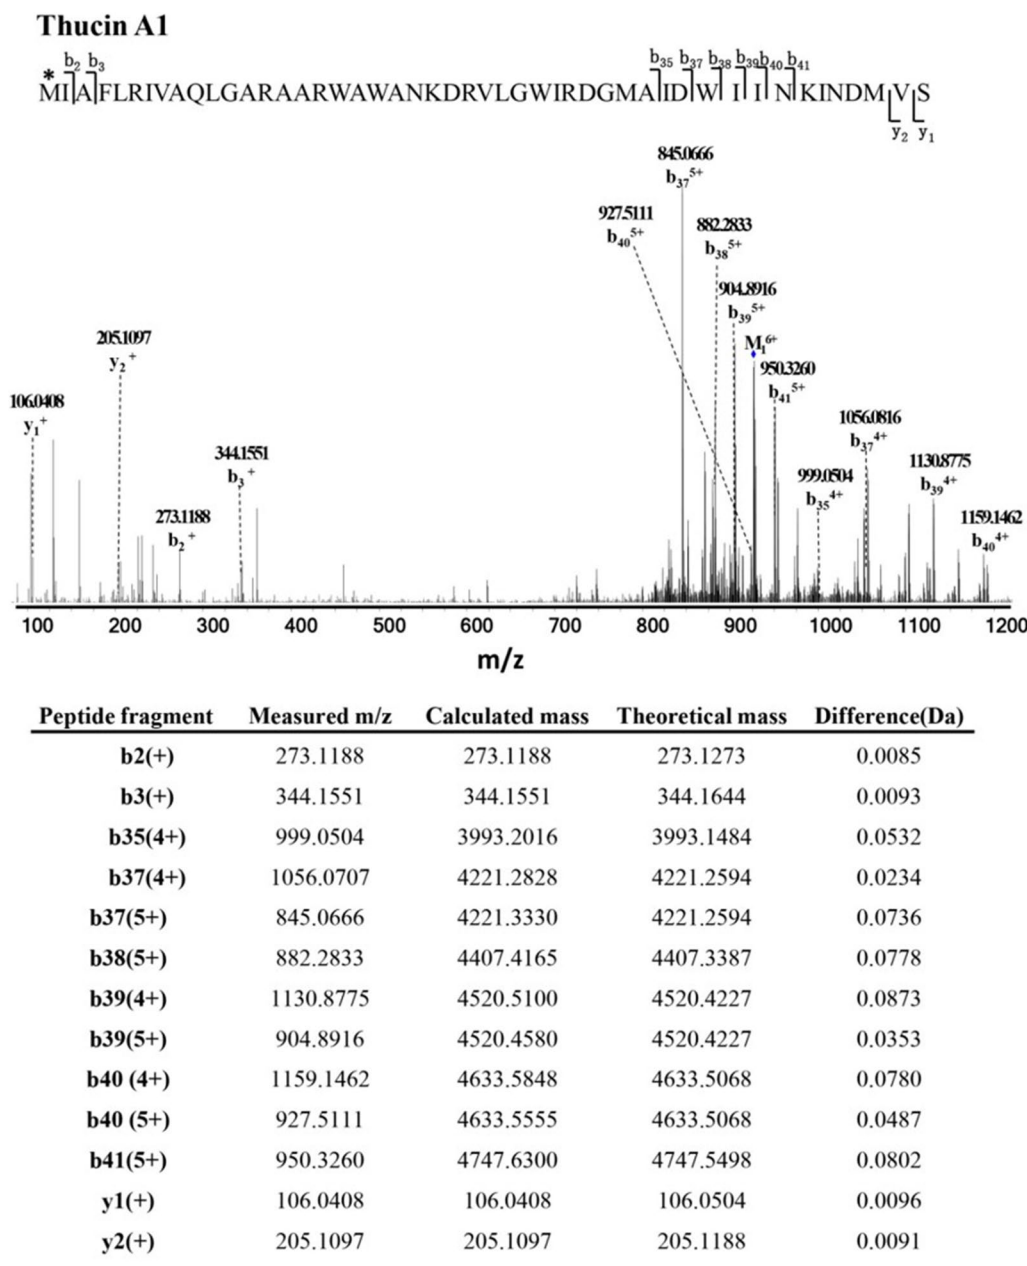 Thucin A1
b2 b3 b35 b37 b38 b39 b40 b41
*
MIAFLRIVAQLGARAARWAWANKDRVLGWIRDGMAIDWIINKINDMVS
y2 y1
845.0666
b37 5+
927.5111
b40 5+
882.2833
b38 5+
904.8916
b39 5+
M1 6+
950.3260
b41 5+
205.1097
y2 +
106.0408
y1 +
344.1551
b3 +
273.1188
b2 +
1056.0816
b37 4+
999.0504
b35 4+
1130.8775
b39 4+
1159.1462
b40 4+
100 200 300 400 500 600 700 800 900 1000 1100 1200
m/z
Peptide fragment Measured m/z Calculated mass Theoretical mass Difference(Da)
b2(+) 273.1188 273.1188 273.1273 0.0085
b3(+) 344.1551 344.1551 344.1644 0.0093
b35(4+) 999.0504 3993.2016 3993.1484 0.0532
b37(4+) 1056.0707 4221.2828 4221.2594 0.0234
b37(5+) 845.0666 4221.3330 4221.2594 0.0736
b38(5+) 882.2833 4407.4165 4407.3387 0.0778
b39(4+) 1130.8775 4520.5100 4520.4227 0.0873
b39(5+) 904.8916 4520.4580 4520.4227 0.0353
b40 (4+) 1159.1462 4633.5848 4633.5068 0.0780
b40 (5+) 927.5111 4633.5555 4633.5068 0.0487
b41(5+) 950.3260 4747.6300 4747.5498 0.0802
y1(+) 106.0408 106.0408 106.0504 0.0096
y2(+) 205.1097 205.1097 205.1188 0.0091